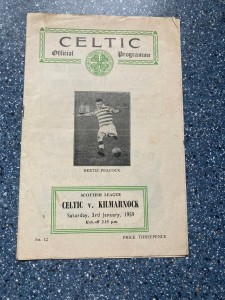 CELTIC
Official Programme
BERTIE PEACOCK
SCOTTISH LEAGUE
CELTIC v. KILMARNOCK
Saturday, 3rd January, 1959
Kick-off 2.15 p.m.
No. 12
PRICE THREEPENCE